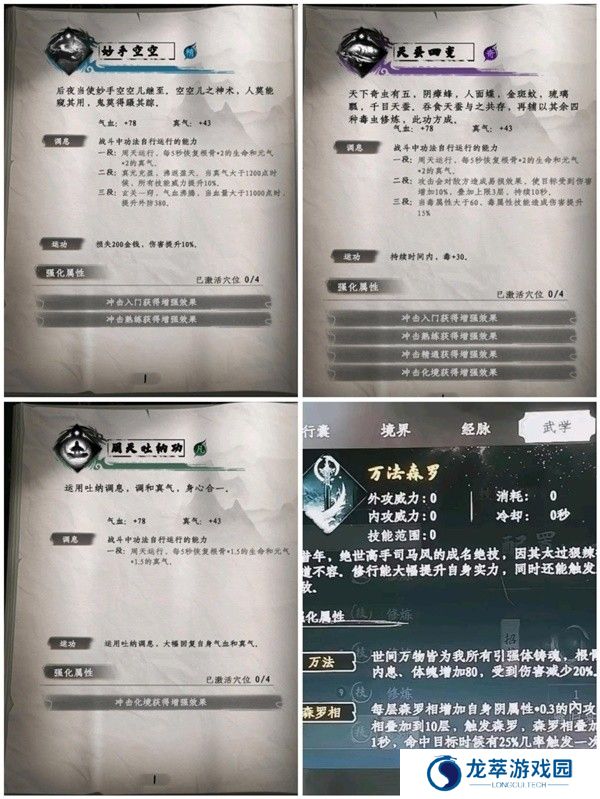 妙手空空
后夜当使妙手空空儿继至,空空儿之神术,人莫能
窥其用,鬼莫得蹑其踪。
气血:+78 真气:+43
调息
战斗中功法自行运行的能力
一段:周天运行,每5秒恢复根骨*2的生命和元气
*2的真气。
二段:真元充盈,沸返盈天,当真气大于1200点时
候,所有技能威力提升10%。
三段:玄关一窍,气血沸腾,当血量大于11000点时,
提升外防380。
运功
损失200金钱,伤害提升10%。
强化属性
已激活穴位 0/4
冲击入门获得增强效果
冲击熟练获得增强效果
1
天蚕四变
奇
天下奇虫有五,阴瘴蜂,人面蝶,金斑蚊,琉璃
瓢,千目天蚕,吞食天蚕与之共存,再辅以其余四
种毒虫修炼,此功方成。
气血:+78 真气:+43
调息
战斗中功法自行运行的能力
一段:周天运行,每5秒恢复根骨*2的生命和元气
*2的真气。
二段:攻击会对敌方造成易损效果,使目标受到伤害
增加10%,叠加上限3层,持续10秒。
三段:当毒属性大于60,毒属性技能造成伤害提升
15%
运功
持续时间内,毒+30。
强化属性
已激活穴位 0/4
冲击入门获得增强效果
冲击熟练获得增强效果
冲击精通获得增强效果
冲击化境获得增强效果
周天吐纳功
凡
运用吐纳调息,调和真气,身心合一。
气血:+78 真气:+43
调息
战斗中功法自行运行的能力
一段:周天运行,每5秒恢复根骨*1.5的生命和元气
*1.5的真气。
运功
运用吐纳调息,大幅回复自身气血和真气。
强化属性
已激活穴位 0/4
冲击化境获得增强效果
1
行囊 境界 经脉 武学
万法森罗
外攻威力:0 消耗: 0
内攻威力:0 冷却: 0秒
技能范围:0
昔年,绝世高手司马风的成名绝技,因其太过狠辣
道不容。修行能大幅提升自身实力,同时还能触发
强化属性
修炼
招
万法
世间万物皆为我所有引强体铸魂,根骨
内息、体魄增加80,受到伤害减少20%
修炼
1
森罗相
每层森罗相增加自身阴属性*0.3的内攻
相叠加到10层,触发森罗,森罗相叠加
1秒,命中目标时候有25%几率触发一次
龙萃游戏园
LONGCUITECH